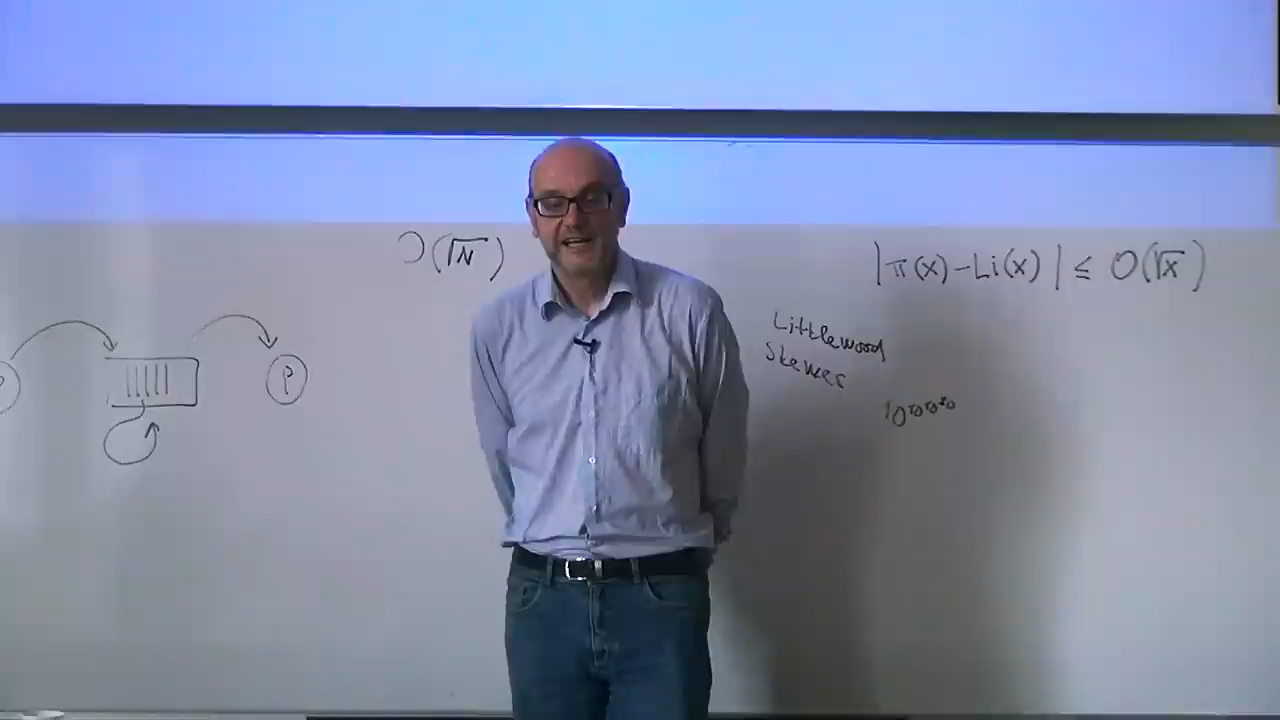 O(√N)
|π(x)-Li(x)| ≤ O(√x)
Littlewood
Skewes
P